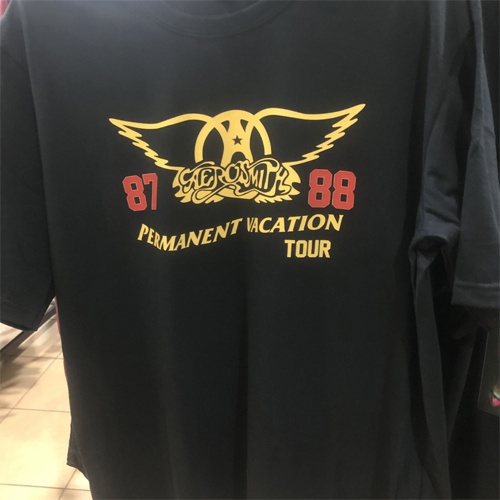 AEROSMITH
87 88
PERMANENT VACATION
TOUR